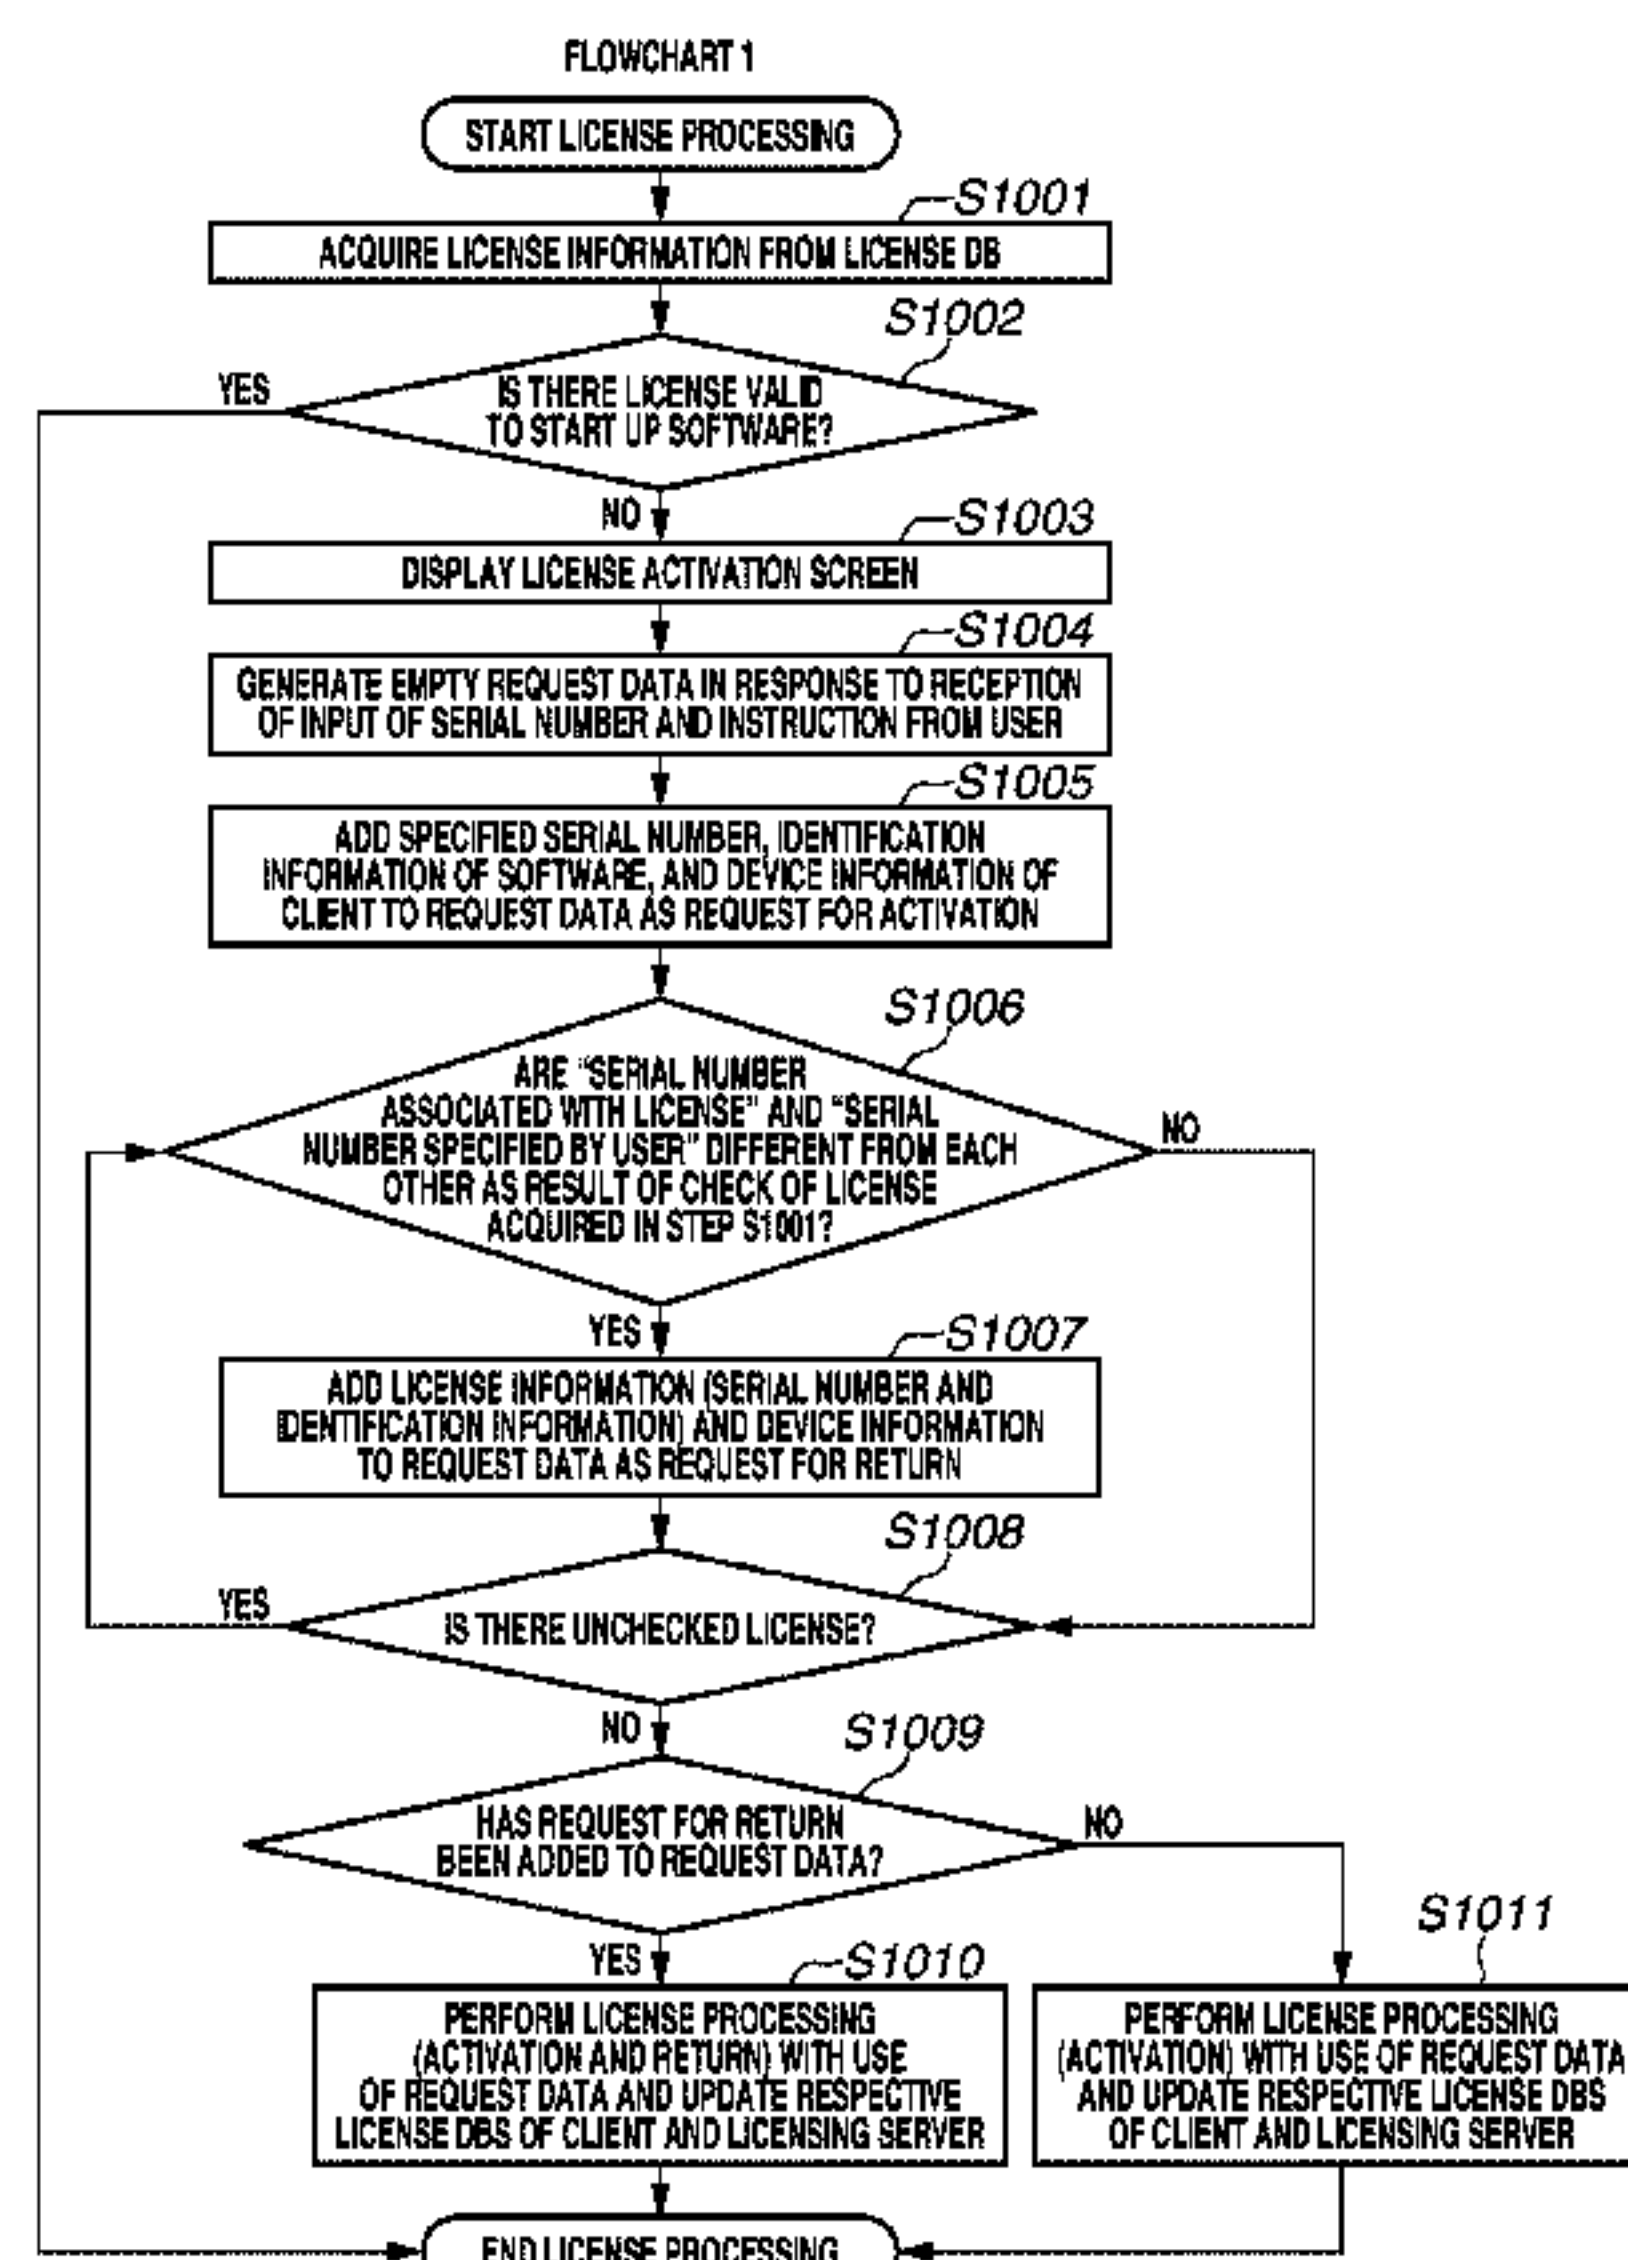 FLOWCHART 1
START LICENSE PROCESSING
S1001
ACQUIRE LICENSE INFORMATION FROM LICENSE DB
S1002
YES
IS THERE LICENSE VALID
TO START UP SOFTWARE?
NO
S1003
DISPLAY LICENSE ACTIVATION SCREEN
S1004
GENERATE EMPTY REQUEST DATA IN RESPONSE TO RECEPTION
OF INPUT OF SERIAL NUMBER AND INSTRUCTION FROM USER
S1005
ADD SPECIFIED SERIAL NUMBER, IDENTIFICATION
INFORMATION OF SOFTWARE, AND DEVICE INFORMATION OF
CLIENT TO REQUEST DATA AS REQUEST FOR ACTIVATION
S1006
ARE "SERIAL NUMBER
ASSOCIATED WITH LICENSE" AND "SERIAL
NUMBER SPECIFIED BY USER" DIFFERENT FROM EACH
OTHER AS RESULT OF CHECK OF LICENSE
ACQUIRED IN STEP S1001?
NO
YES
S1007
ADD LICENSE INFORMATION (SERIAL NUMBER AND
IDENTIFICATION INFORMATION) AND DEVICE INFORMATION
TO REQUEST DATA AS REQUEST FOR RETURN
S1008
YES
IS THERE UNCHECKED LICENSE?
NO
S1009
HAS REQUEST FOR RETURN
BEEN ADDED TO REQUEST DATA?
NO
YES
S1010
PERFORM LICENSE PROCESSING
(ACTIVATION AND RETURN) WITH USE
OF REQUEST DATA AND UPDATE RESPECTIVE
LICENSE DBS OF CLIENT AND LICENSING SERVER
S1011
PERFORM LICENSE PROCESSING
(ACTIVATION) WITH USE OF REQUEST DATA
AND UPDATE RESPECTIVE LICENSE DBS
OF CLIENT AND LICENSING SERVER
END LICENSE PROCESSING